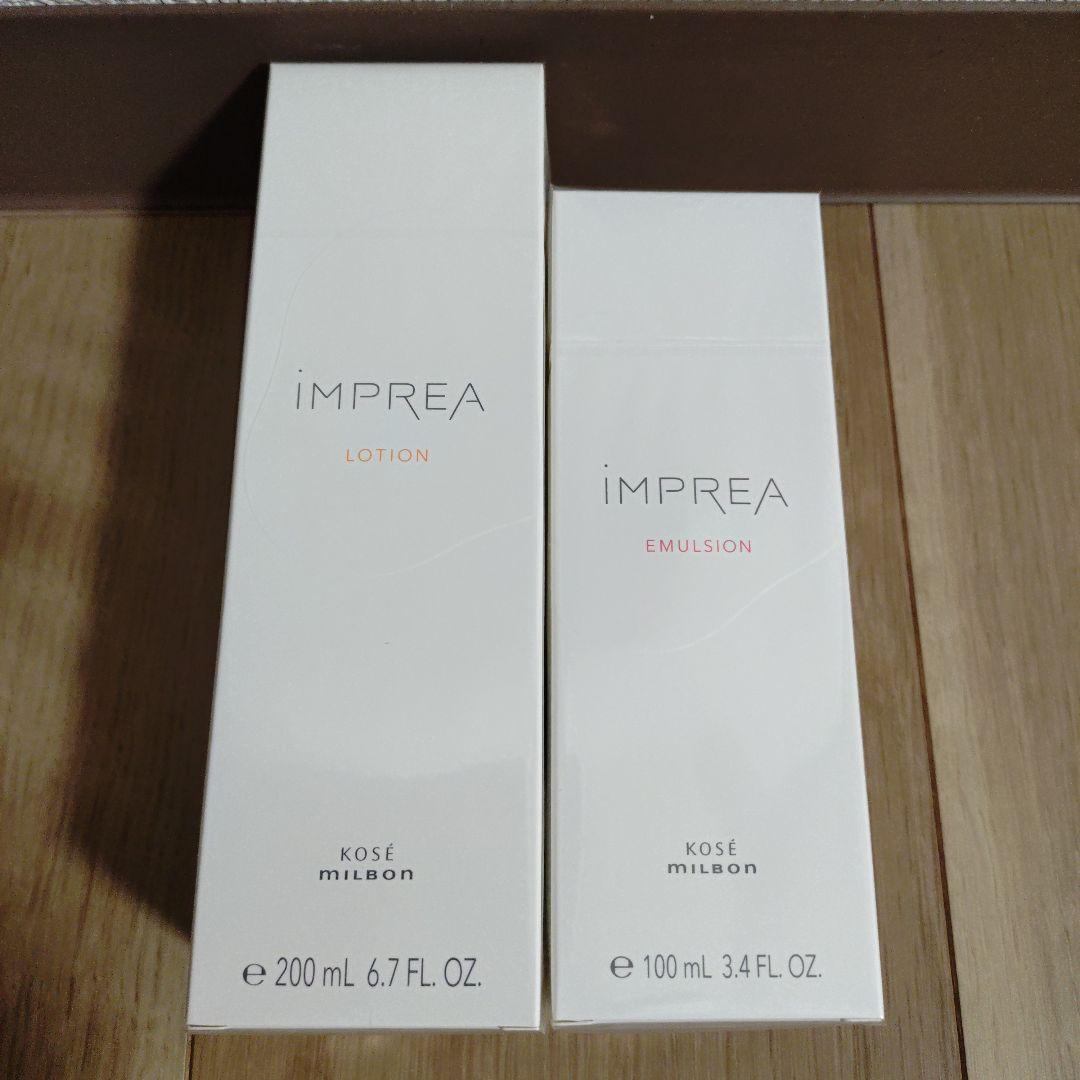 iMPREA
LOTION
KOSÉ
MILBON
e 200 mL 6.7 FL. OZ.
iMPREA
EMULSION
KOSÉ
MILBON
e 100 mL 3.4 FL. OZ.